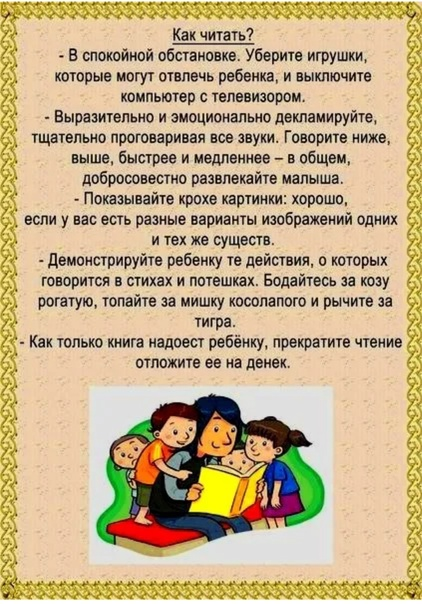 Как читать?
- В спокойной обстановке. Уберите игрушки,
которые могут отвлечь ребенка, и выключите
компьютер с телевизором.
- Выразительно и эмоционально декламируйте,
тщательно проговаривая все звуки. Говорите ниже,
выше, быстрее и медленнее – в общем,
добросовестно развлекайте малыша.
- Показывайте крохе картинки: хорошо,
если у вас есть разные варианты изображений одних
и тех же существ.
- Демонстрируйте ребенку те действия, о которых
говорится в стихах и потешках. Бодайтесь за козу
рогатую, топайте за мишку косолапого и рычите за
тигра.
- Как только книга надоест ребёнку, прекратите чтение
отложите ее на денек.